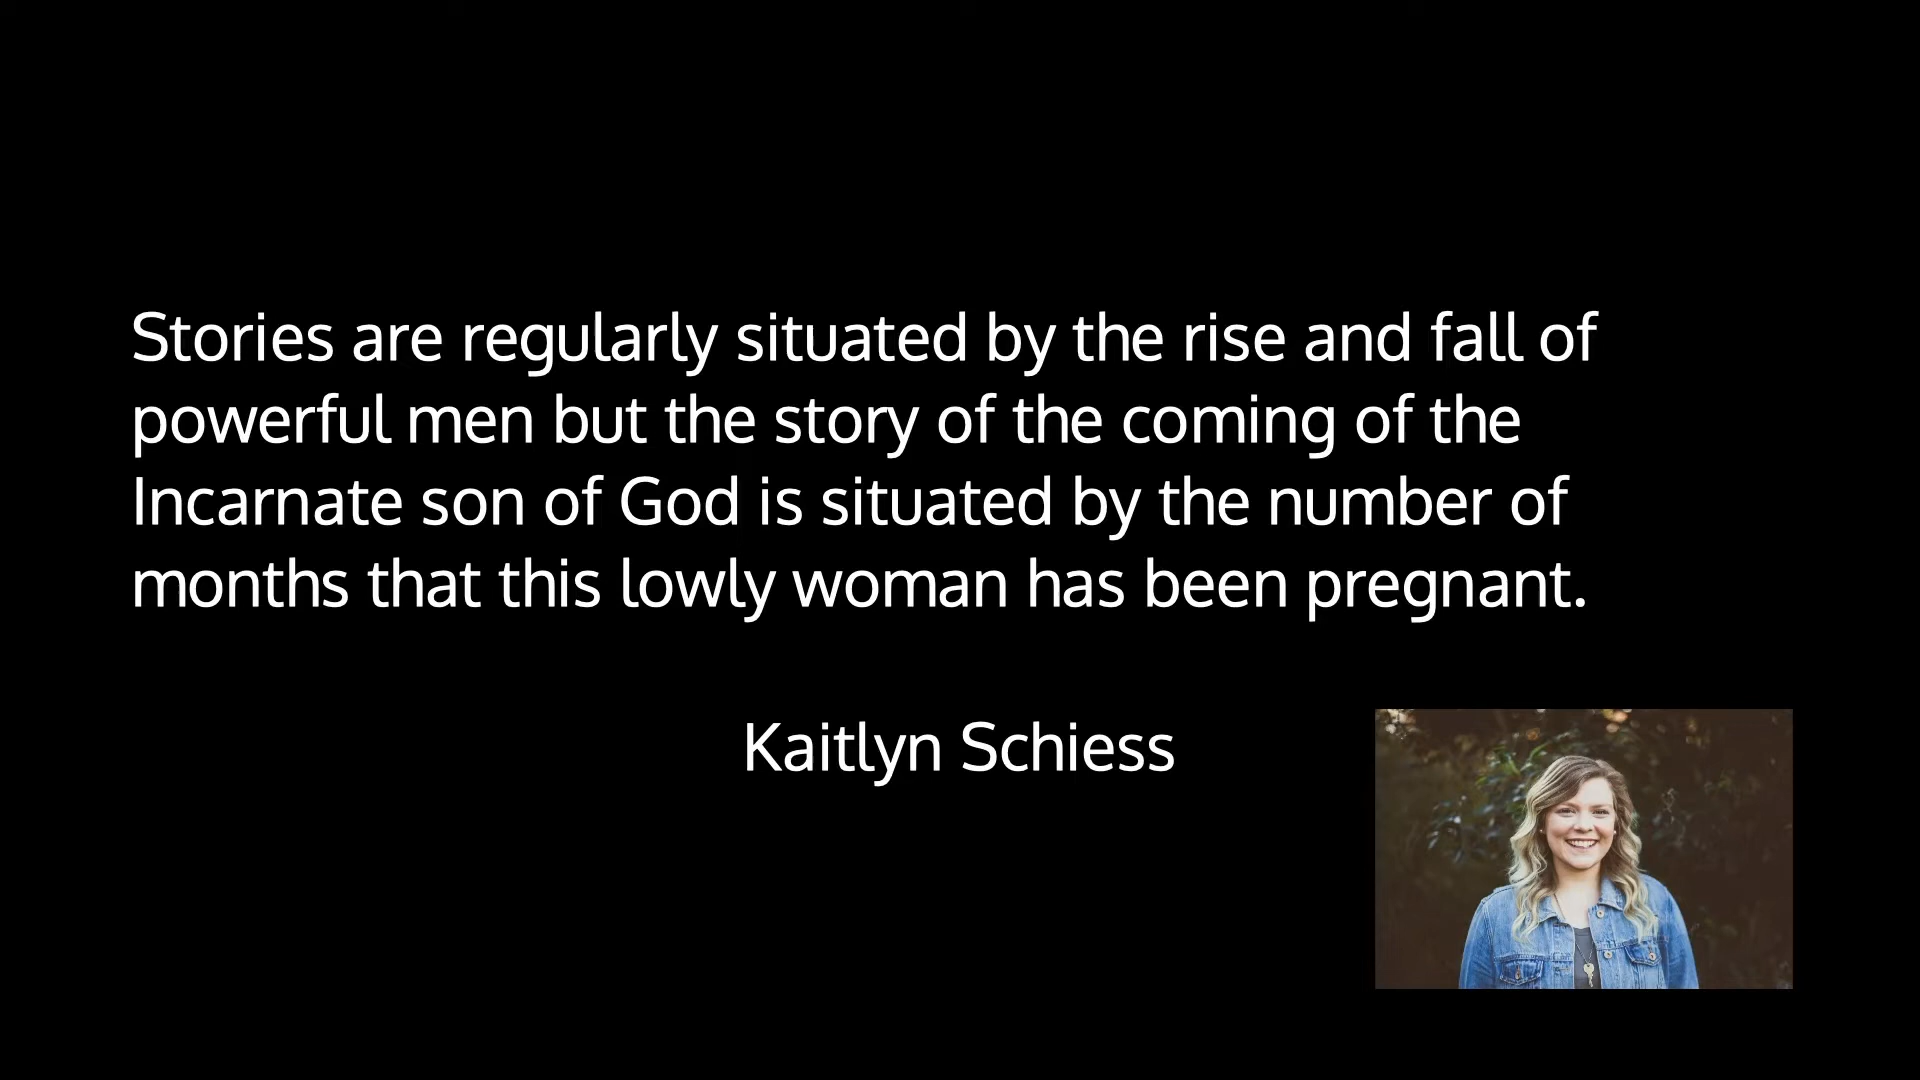 Stories are regularly situated by the rise and fall of
powerful men but the story of the coming of the
Incarnate son of God is situated by the number of
months that this lowly woman has been pregnant.
Kaitlyn Schiess